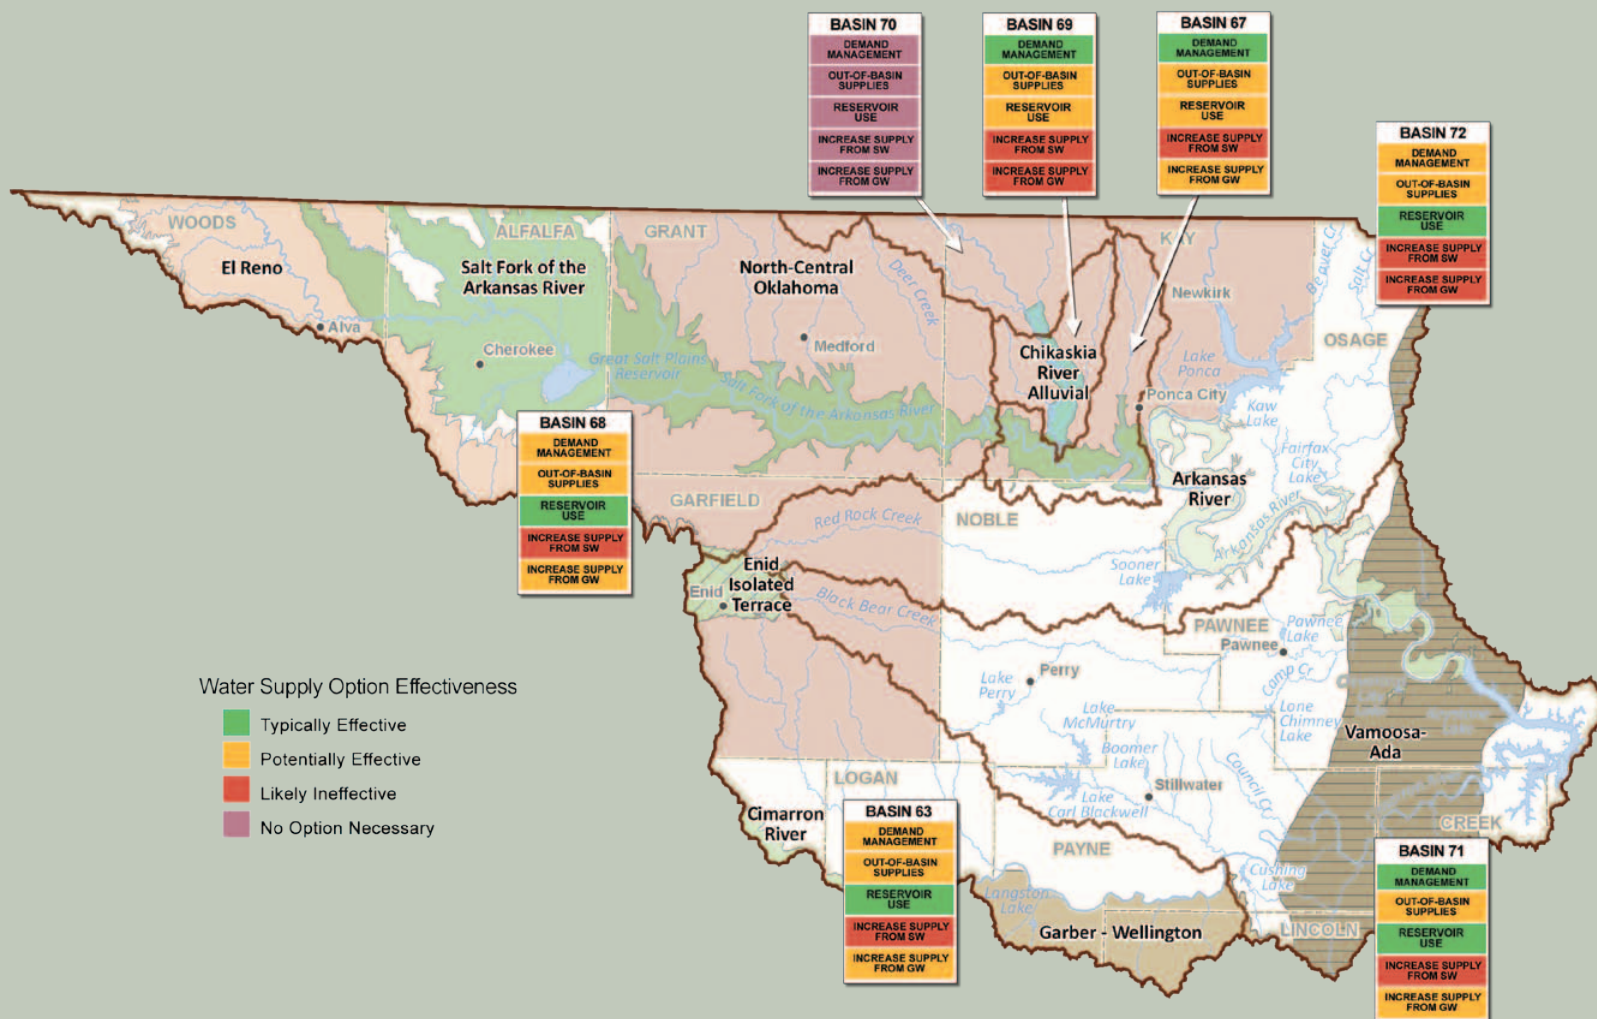 BASIN 70
DEMAND
MANAGEMENT
OUT-OF-BASIN
SUPPLIES
RESERVOIR
USE
INCREASE SUPPLY
FROM SW
INCREASE SUPPLY
FROM GW
BASIN 69
DEMAND
MANAGEMENT
OUT-OF-BASIN
SUPPLIES
RESERVOIR
USE
INCREASE SUPPLY
FROM SW
INCREASE SUPPLY
FROM GW
BASIN 67
DEMAND
MANAGEMENT
OUT-OF-BASIN
SUPPLIES
RESERVOIR
USE
INCREASE SUPPLY
FROM SW
INCREASE SUPPLY
FROM GW
BASIN 72
DEMAND
MANAGEMENT
OUT-OF-BASIN
SUPPLIES
RESERVOIR
USE
INCREASE SUPPLY
FROM SW
INCREASE SUPPLY
FROM GW
WOODS
ALFALFA
GRANT
KAY
OSAGE
El Reno
Salt Fork of the
Arkansas River
North-Central
Oklahoma
Deer Creek
Newkirk
Beaver Cr
Salt Cr
Alva
Cherokee
Medford
Great Salt Plains
Reservoir
Salt Fork of the Arkansas River
Chikaskia
River
Alluvial
Lake
Ponca
Ponca City
Kaw
Lake
Fairfax
City
Lake
Arkansas
River
Arkansas River
BASIN 68
DEMAND
MANAGEMENT
OUT-OF-BASIN
SUPPLIES
RESERVOIR
USE
INCREASE SUPPLY
FROM SW
INCREASE SUPPLY
FROM GW
GARFIELD
NOBLE
Red Rock Creek
Sooner
Lake
Enid
Isolated
Terrace
Enid
Black Bear Creek
PAWNEE
Pawnee
Pawnee
Lake
Camp Cr
Perry
Lake
Perry
Lake
McMurtry
Lone
Chimney
Lake
Boomer
Lake
Vamoosa-
Ada
Council Cr
Stillwater
Lake
Carl Blackwell
LOGAN
Cimarron
River
PAYNE
CREEK
Cushing
Lake
Langston
Lake
Garber - Wellington
LINCOLN
Water Supply Option Effectiveness
Typically Effective
Potentially Effective
Likely Ineffective
No Option Necessary
BASIN 63
DEMAND
MANAGEMENT
OUT-OF-BASIN
SUPPLIES
RESERVOIR
USE
INCREASE SUPPLY
FROM SW
INCREASE SUPPLY
FROM GW
BASIN 71
DEMAND
MANAGEMENT
OUT-OF-BASIN
SUPPLIES
RESERVOIR
USE
INCREASE SUPPLY
FROM SW
INCREASE SUPPLY
FROM GW